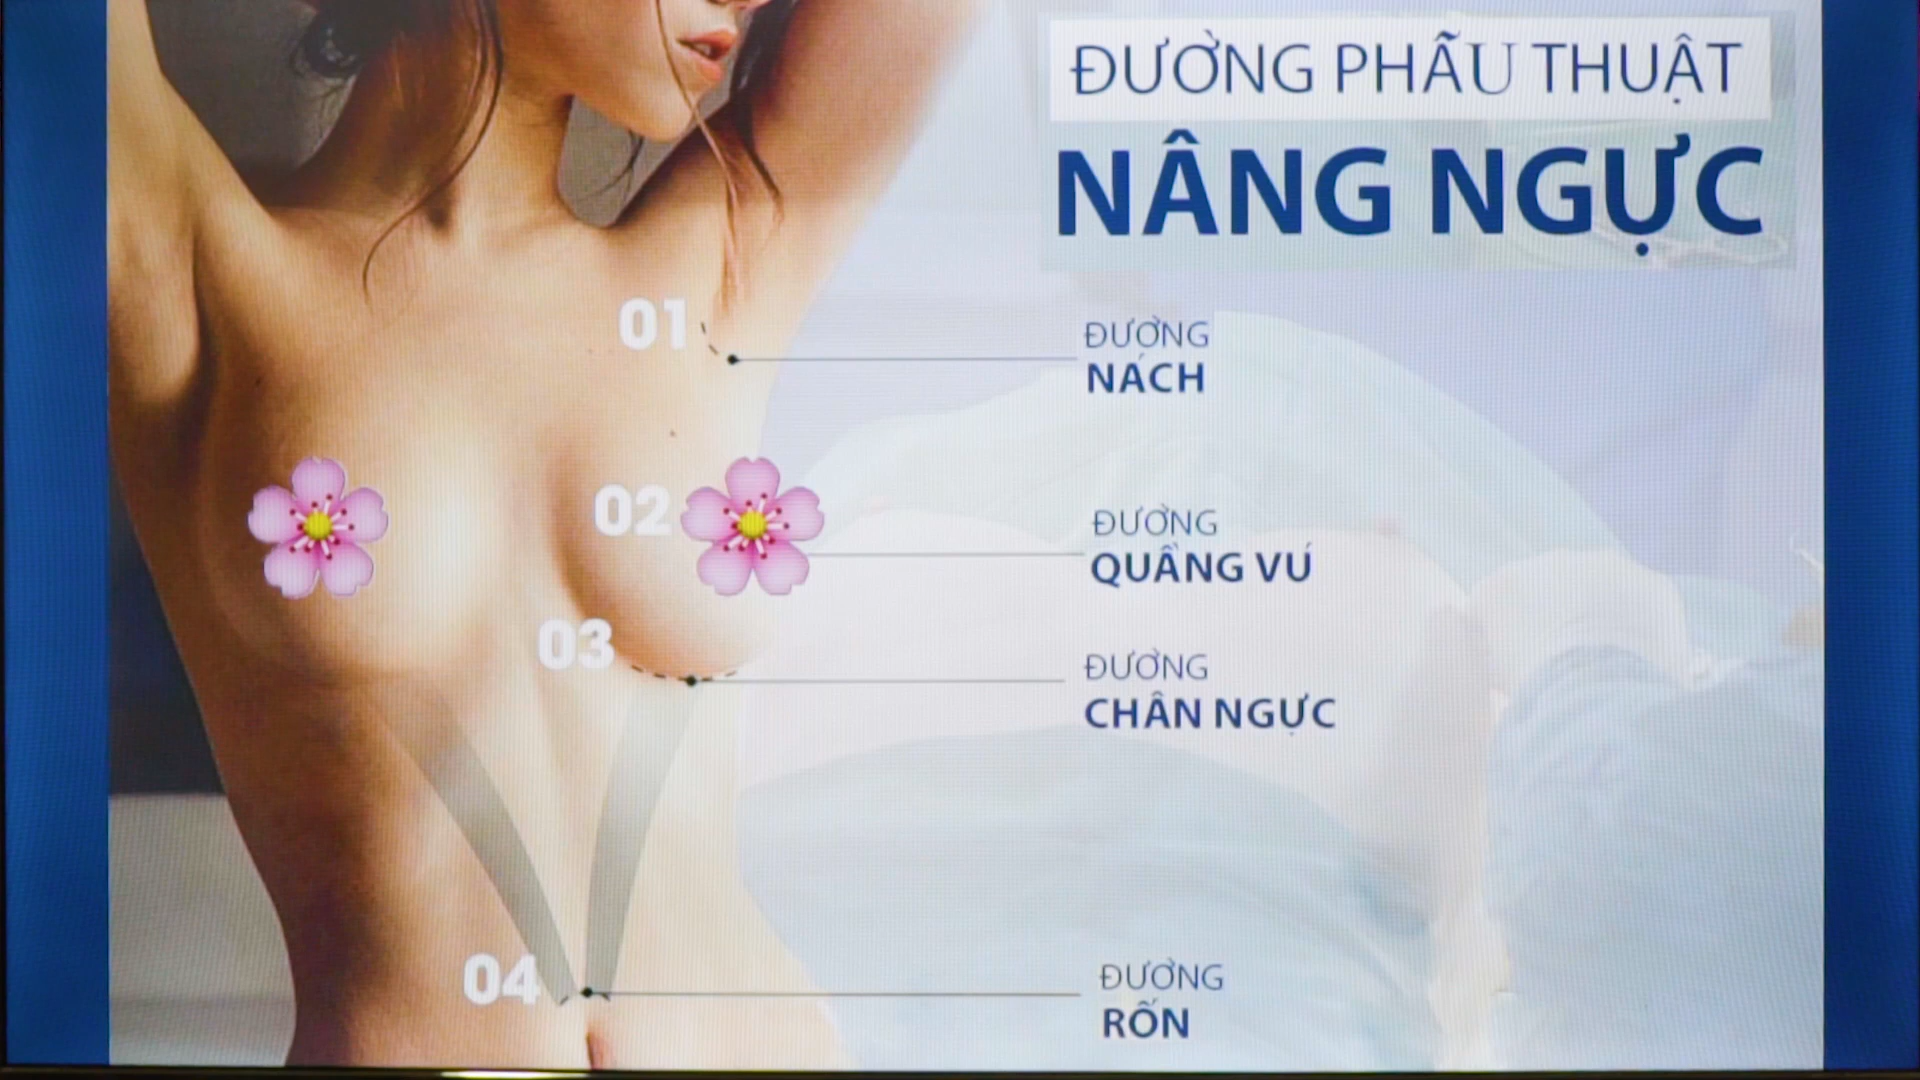 ĐƯỜNG PHẪU THUẬT
NÂNG NGỰC
01
ĐƯỜNG
NÁCH
02
ĐƯỜNG
QUẦNG VÚ
03
ĐƯỜNG
CHÂN NGỰC
04
ĐƯỜNG
RỐN